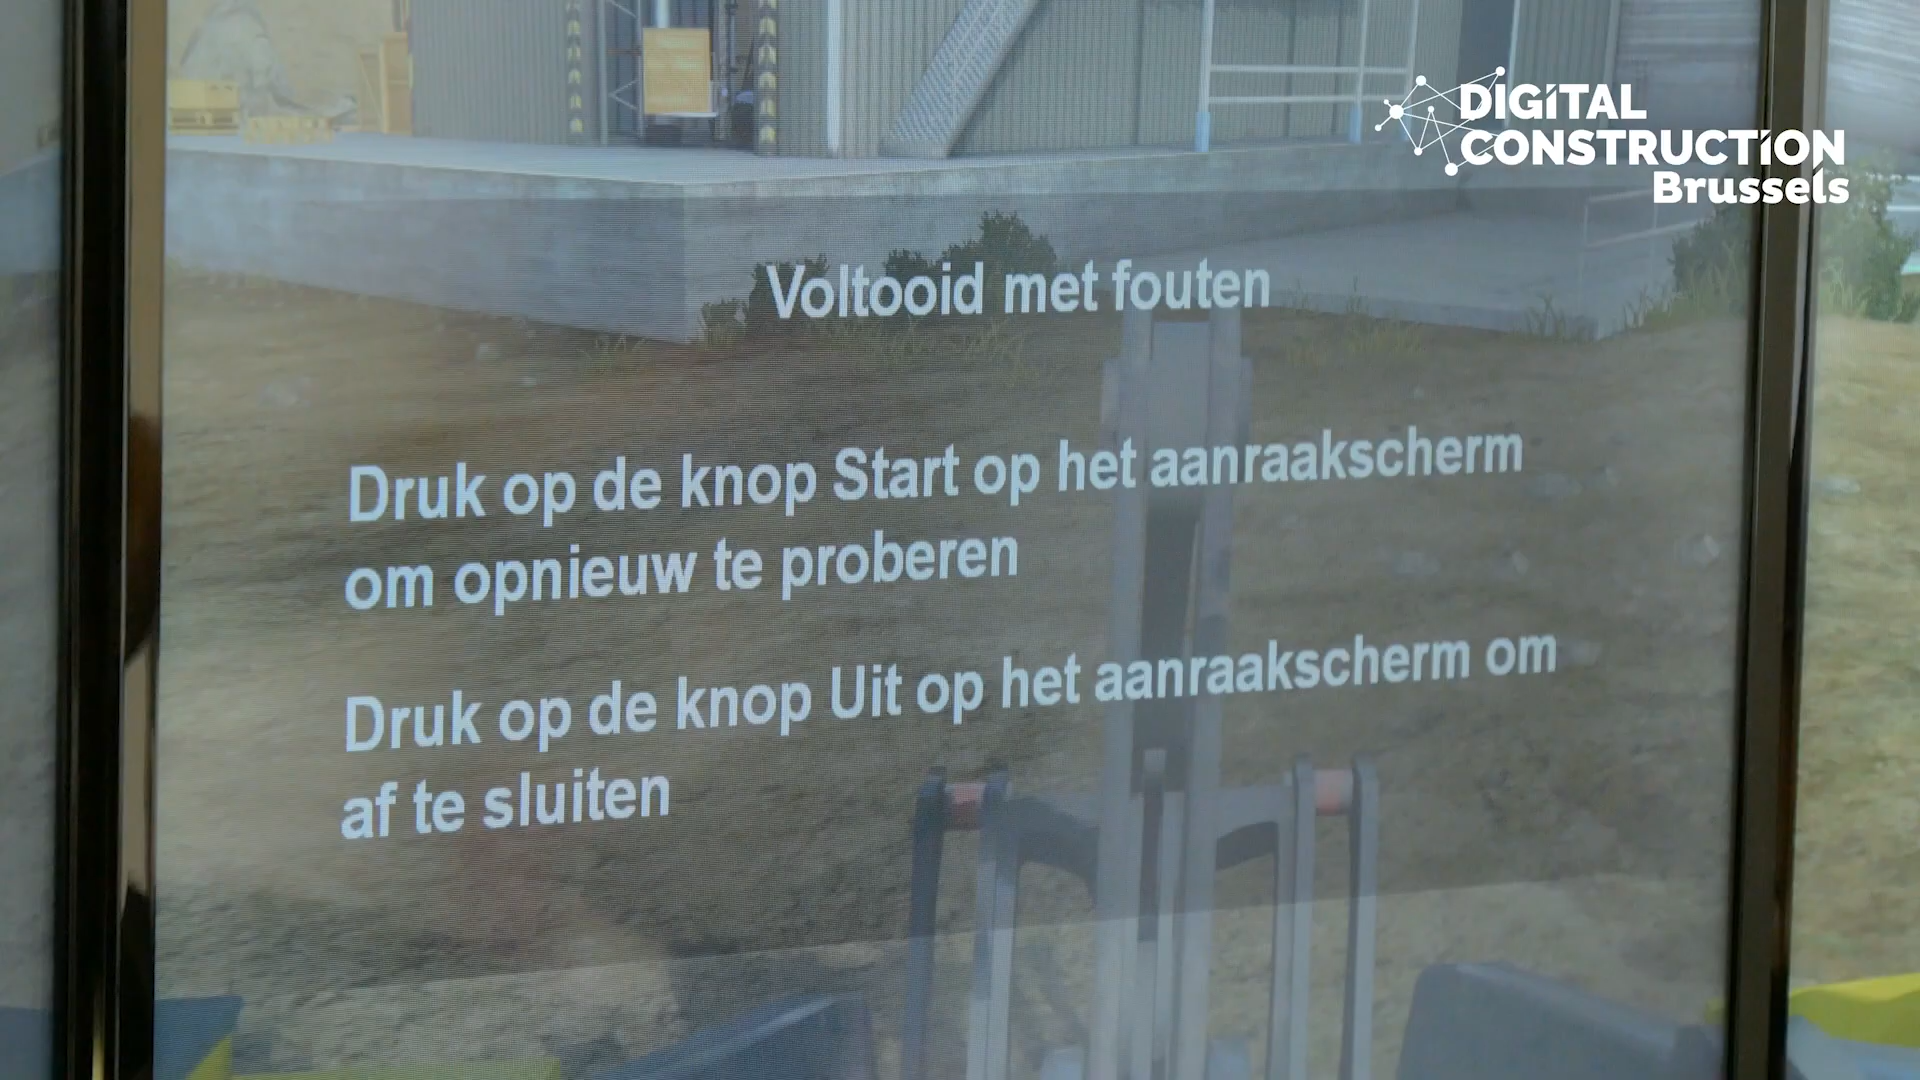 DIGITAL
CONSTRUCTION
Brussels
Voltooid met fouten
Druk op de knop Start op het aanraakscherm
om opnieuw te proberen
Druk op de knop Uit op het aanraakscherm om
af te sluiten